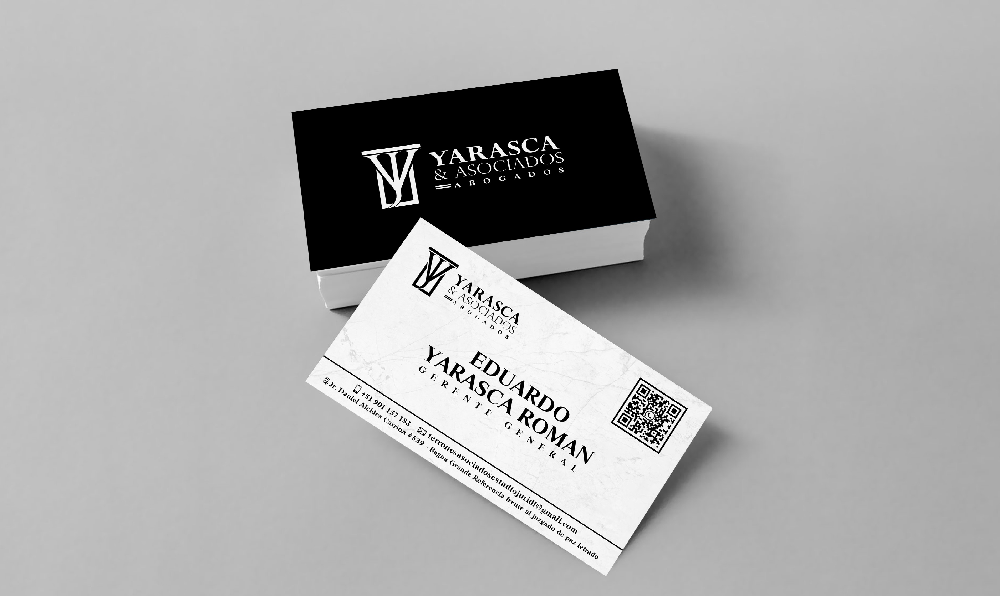 YARASCA
& ASOCIADOS
ABOGADOS
YARASCA
& ASOCIADOS
ABOGADOS
EDUARDO
YARASCA ROMAN
GERENTE GENERAL
+51 901 157 183 terronesasociadosestudiojuridi@gmail.com
Jr. Daniel Alcides Carrion #539 - Bagua Grande Referencia frente al juzgado de paz letrado